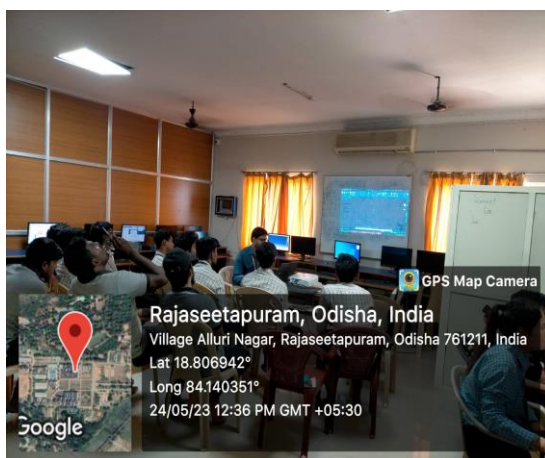 GPS Map Camera
Rajaseetapuram, Odisha, India
Village Alluri Nagar, Rajaseetapuram, Odisha 761211, India
Lat 18.806942°
Long 84.140351°
24/05/23 12:36 PM GMT +05:30
Google